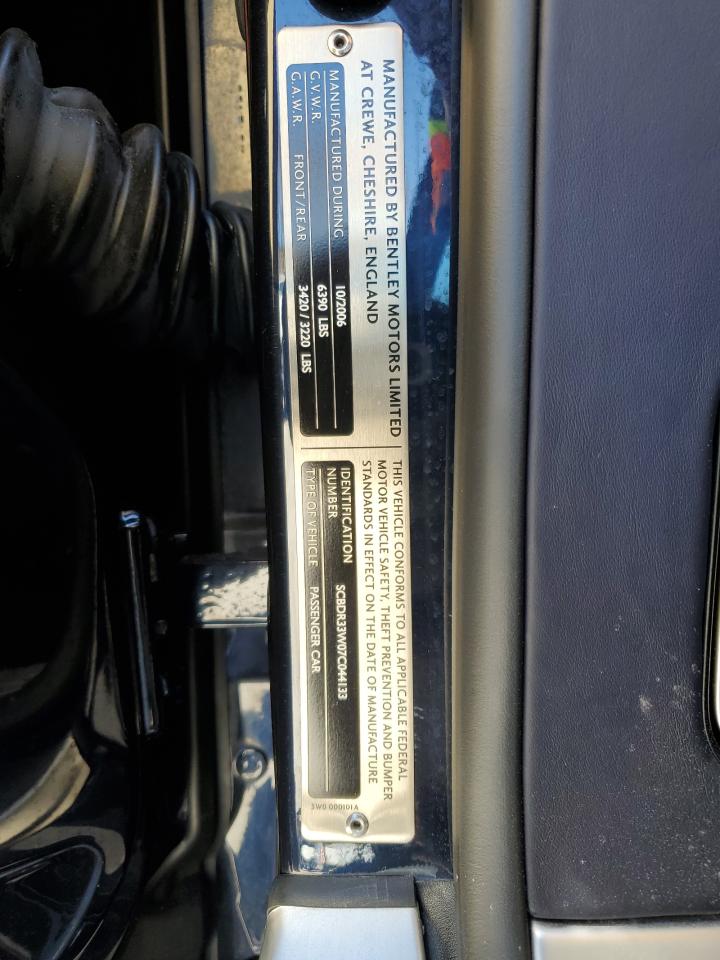 MANUFACTURED BY BENTLEY MOTORS LIMITED
AT CREWE, CHESHIRE, ENGLAND
MANUFACTURED DURING 10/2006
G.V.W.R. 6390 LBS
G.A.W.R. FRONT/REAR 3420 / 3220 LBS
THIS VEHICLE CONFORMS TO ALL APPLICABLE FEDERAL
MOTOR VEHICLE SAFETY, THEFT PREVENTION AND BUMPER
STANDARDS IN EFFECT ON THE DATE OF MANUFACTURE
IDENTIFICATION
NUMBER SCBDR33W07C044133
TYPE OF VEHICLE PASSENGER CAR
3W0 000101A